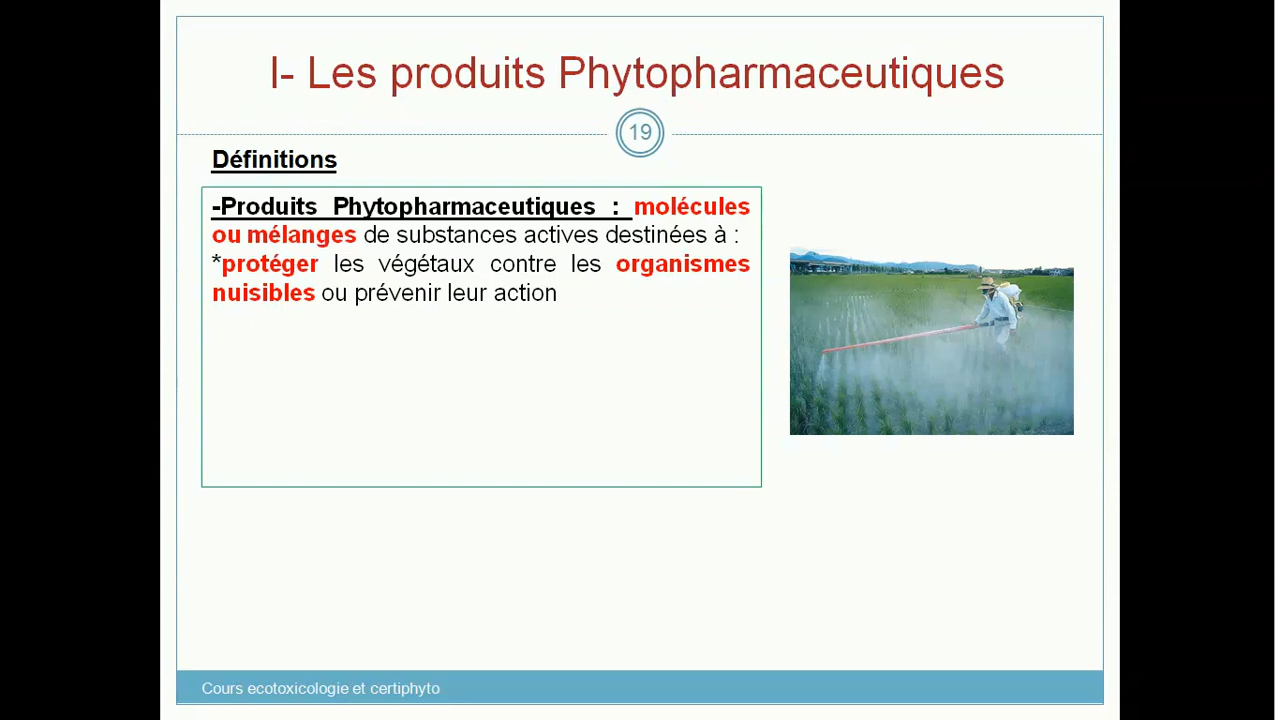 I- Les produits Phytopharmaceutiques
19
Définitions
-Produits Phytopharmaceutiques : molécules
ou mélanges de substances actives destinées à :
*protéger les végétaux contre les organismes
nuisibles ou prévenir leur action
Cours ecotoxicologie et certiphyto